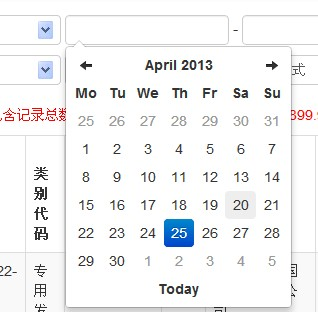 -
April 2013
Mo Tu We Th Fr Sa Su
25 26 27 28 29 30 31
1 2 3 4 5 6 7
8 9 10 11 12 13 14
15 16 17 18 19 20 21
22 23 24 25 26 27 28
29 30 1 2 3 4 5
Today
式
含记录总数
399.
类
别
代
码
22-
专
用
发
国
公
司